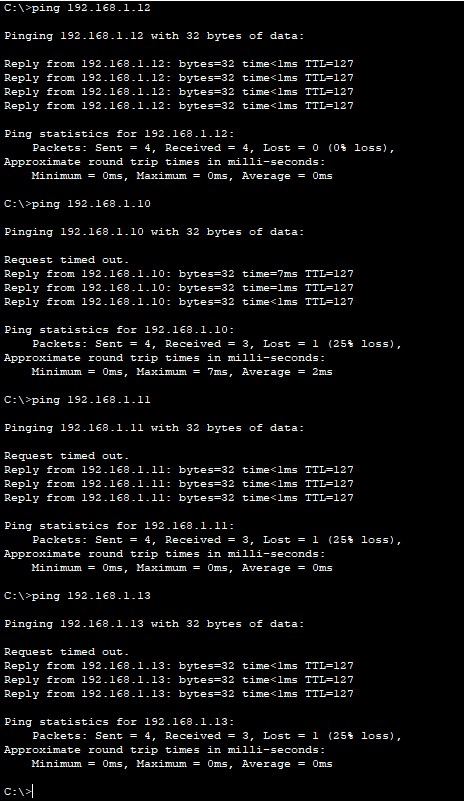 C:\>ping 192.168.1.12
Pinging 192.168.1.12 with 32 bytes of data:
Reply from 192.168.1.12: bytes=32 time<1ms TTL=127
Reply from 192.168.1.12: bytes=32 time<1ms TTL=127
Reply from 192.168.1.12: bytes=32 time<1ms TTL=127
Reply from 192.168.1.12: bytes=32 time<1ms TTL=127
Ping statistics for 192.168.1.12:
    Packets: Sent = 4, Received = 4, Lost = 0 (0% loss),
Approximate round trip times in milli-seconds:
    Minimum = 0ms, Maximum = 0ms, Average = 0ms
C:\>ping 192.168.1.10
Pinging 192.168.1.10 with 32 bytes of data:
Request timed out.
Reply from 192.168.1.10: bytes=32 time=7ms TTL=127
Reply from 192.168.1.10: bytes=32 time=1ms TTL=127
Reply from 192.168.1.10: bytes=32 time<1ms TTL=127
Ping statistics for 192.168.1.10:
    Packets: Sent = 4, Received = 3, Lost = 1 (25% loss),
Approximate round trip times in milli-seconds:
    Minimum = 0ms, Maximum = 7ms, Average = 2ms
C:\>ping 192.168.1.11
Pinging 192.168.1.11 with 32 bytes of data:
Request timed out.
Reply from 192.168.1.11: bytes=32 time<1ms TTL=127
Reply from 192.168.1.11: bytes=32 time<1ms TTL=127
Reply from 192.168.1.11: bytes=32 time<1ms TTL=127
Ping statistics for 192.168.1.11:
    Packets: Sent = 4, Received = 3, Lost = 1 (25% loss),
Approximate round trip times in milli-seconds:
    Minimum = 0ms, Maximum = 0ms, Average = 0ms
C:\>ping 192.168.1.13
Pinging 192.168.1.13 with 32 bytes of data:
Request timed out.
Reply from 192.168.1.13: bytes=32 time<1ms TTL=127
Reply from 192.168.1.13: bytes=32 time<1ms TTL=127
Reply from 192.168.1.13: bytes=32 time<1ms TTL=127
Ping statistics for 192.168.1.13:
    Packets: Sent = 4, Received = 3, Lost = 1 (25% loss),
Approximate round trip times in milli-seconds:
    Minimum = 0ms, Maximum = 0ms, Average = 0ms
C:\>